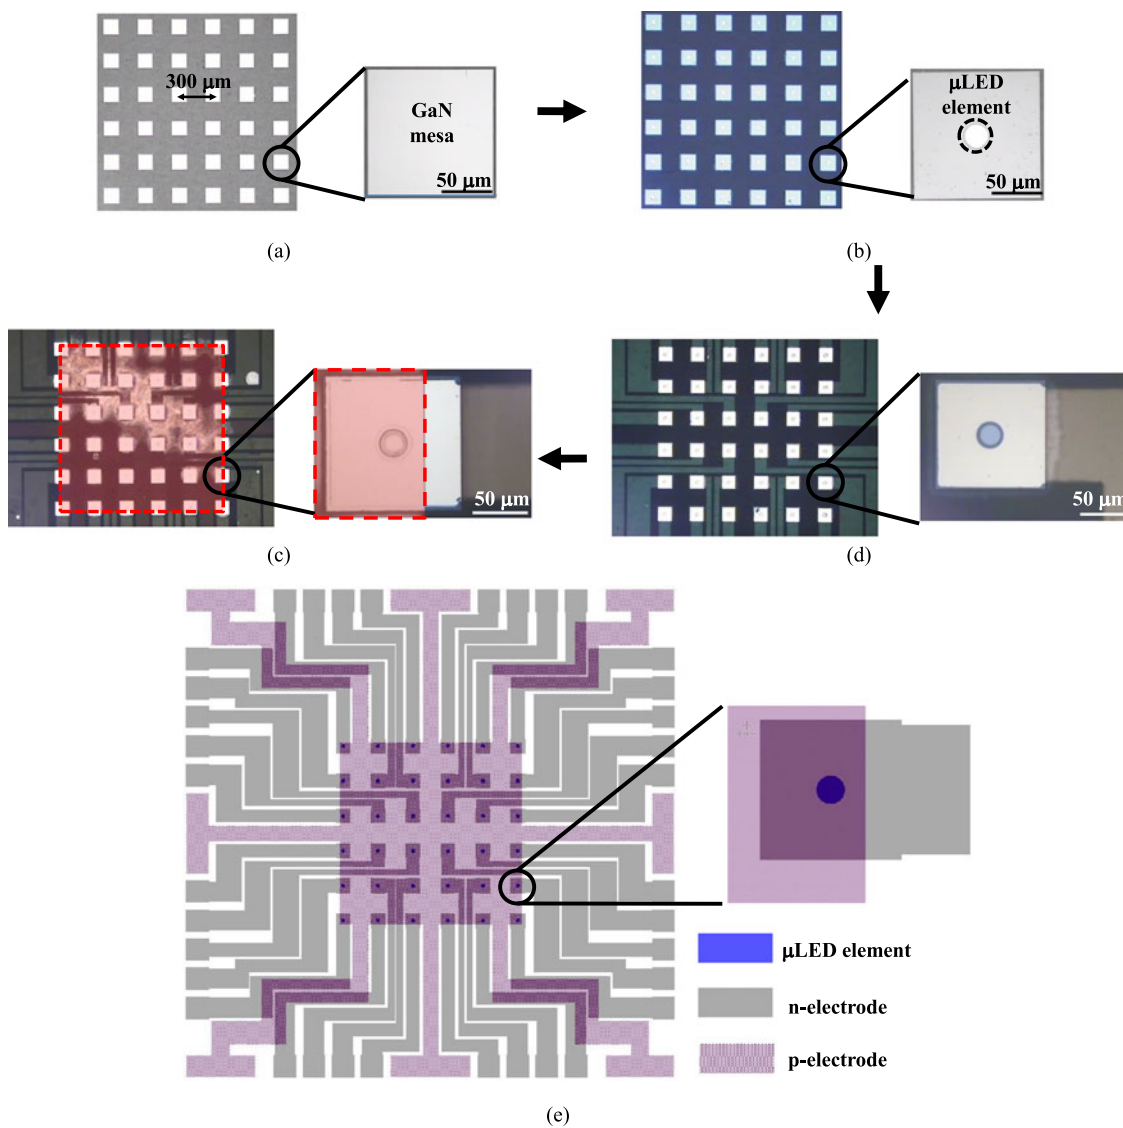 300 μm
GaN
mesa
50 μm
(a)
μLED
element
50 μm
(b)
50 μm
(c)
50 μm
(d)
μLED element
n-electrode
p-electrode
(e)